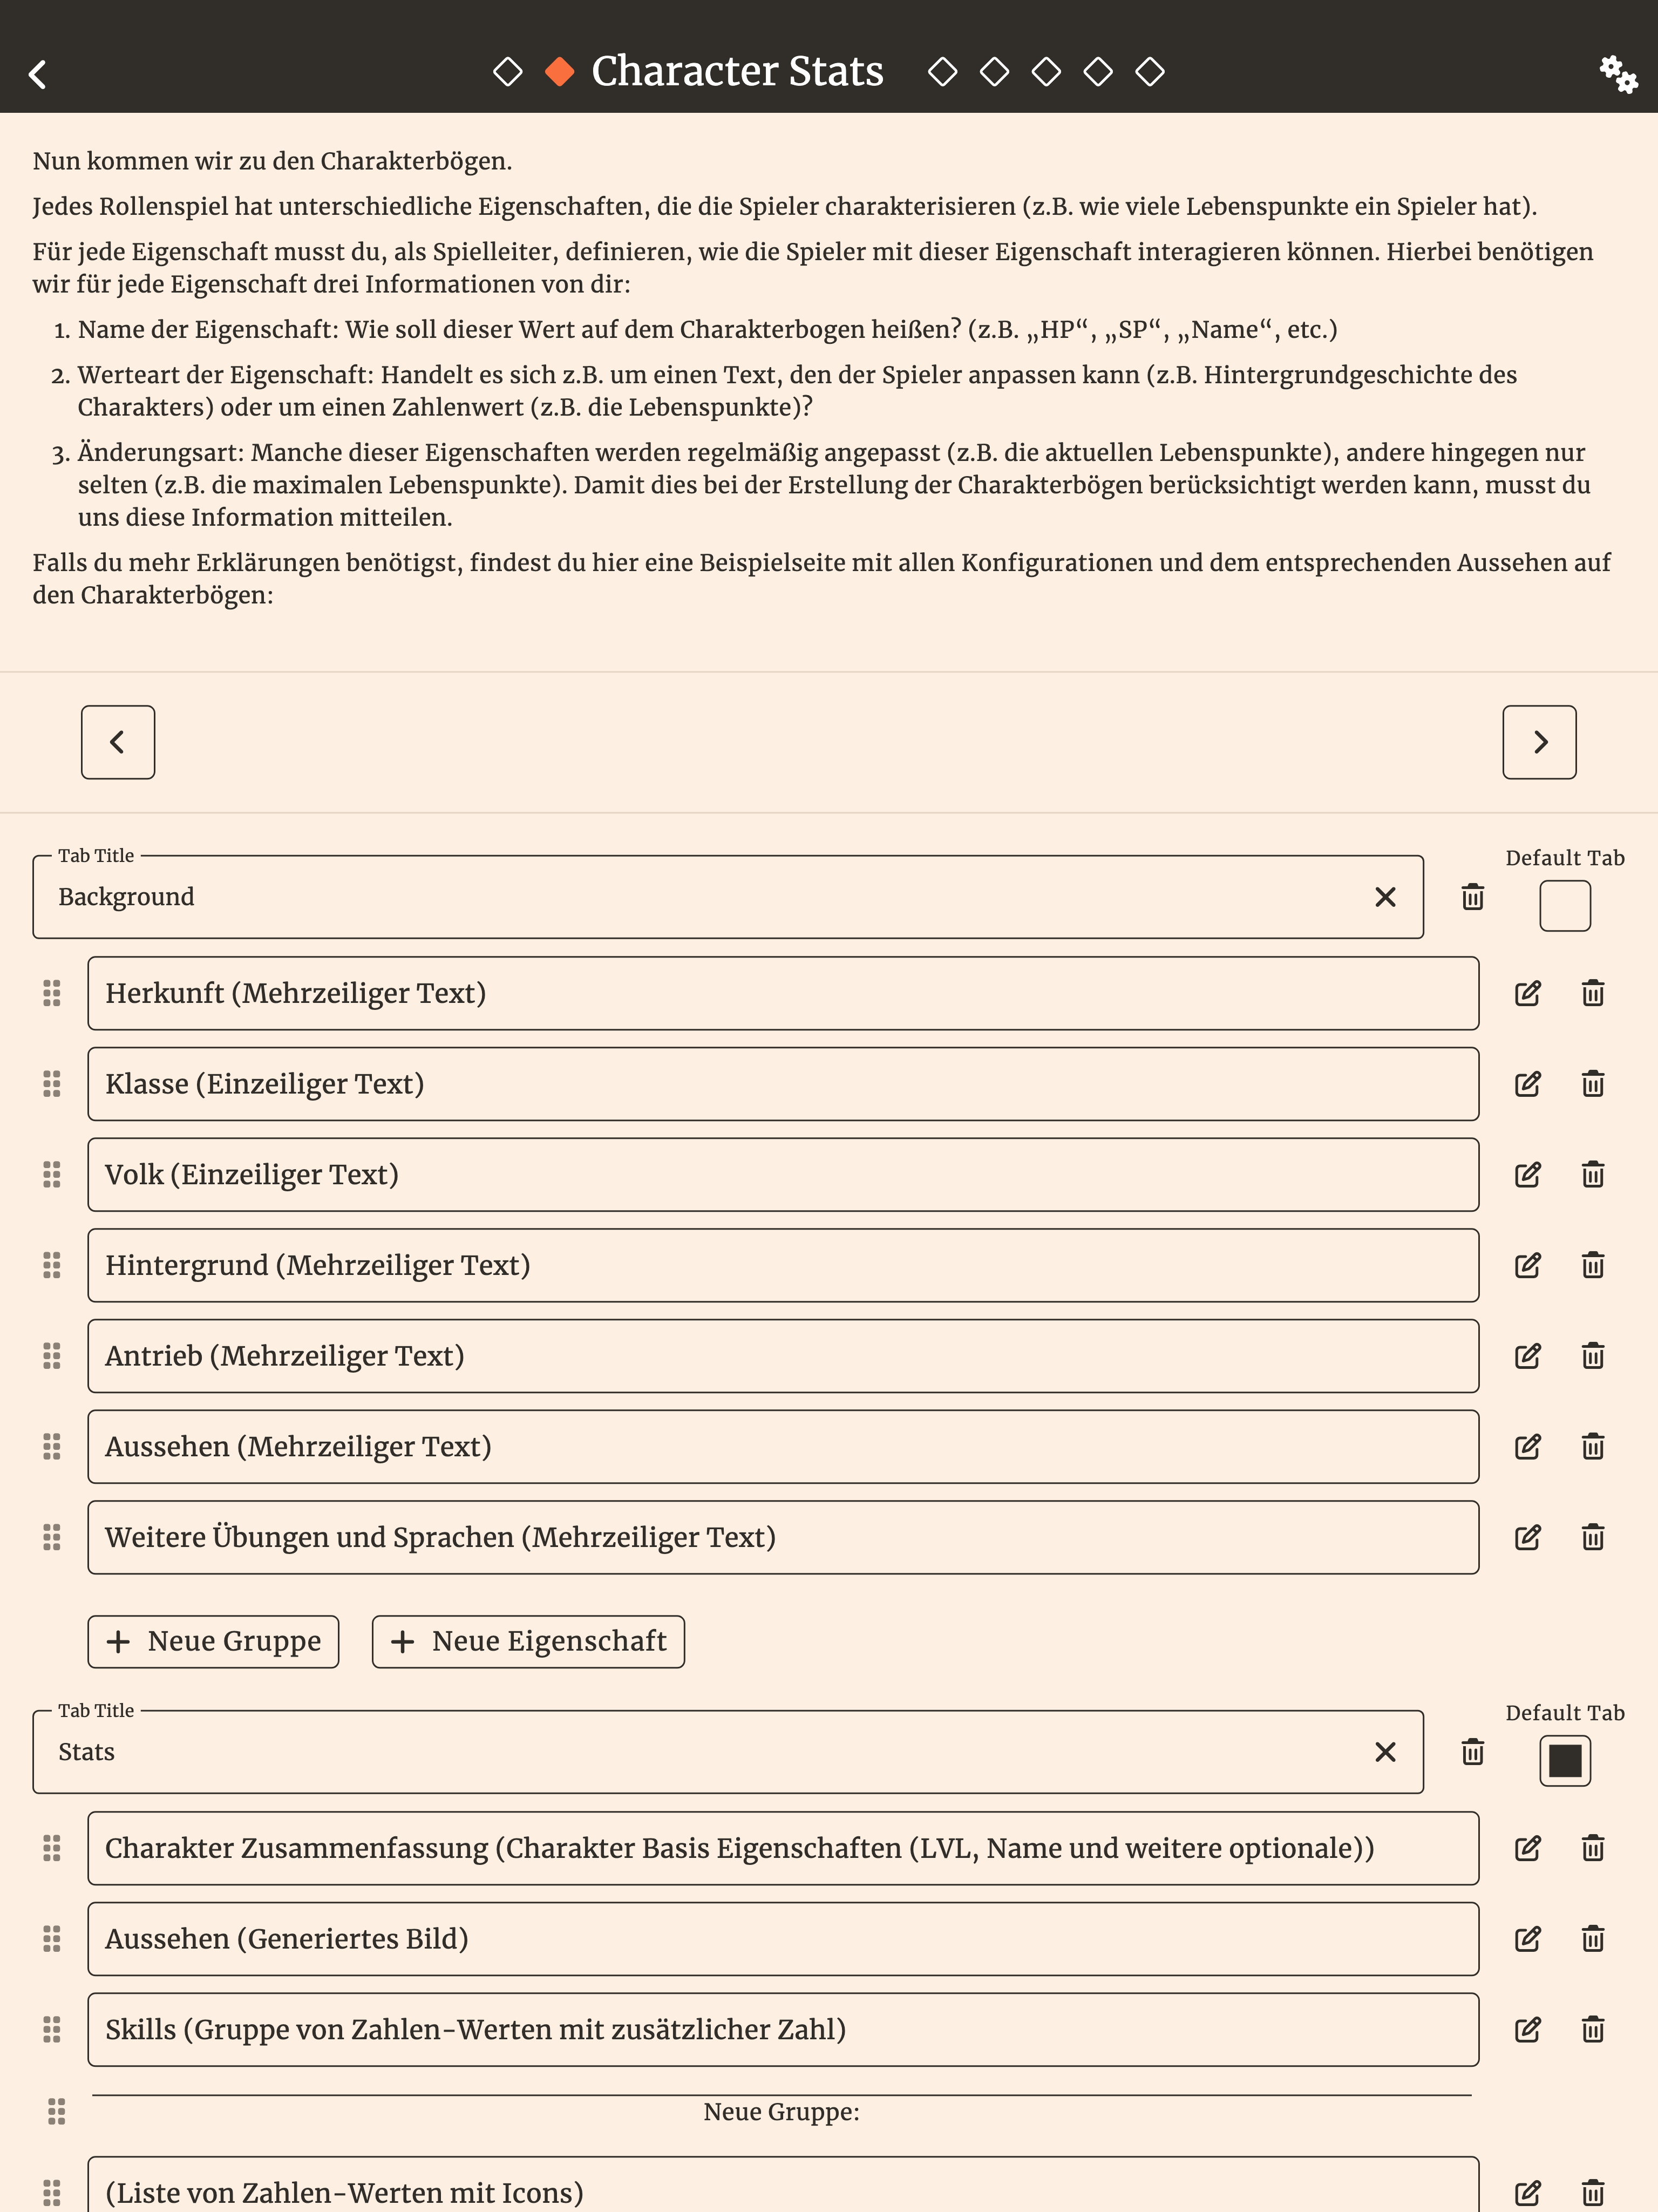 Character Stats
Nun kommen wir zu den Charakterbögen.
Jedes Rollenspiel hat unterschiedliche Eigenschaften, die die Spieler charakterisieren (z.B. wie viele Lebenspunkte ein Spieler hat).
Für jede Eigenschaft musst du, als Spielleiter, definieren, wie die Spieler mit dieser Eigenschaft interagieren können. Hierbei benötigen
wir für jede Eigenschaft drei Informationen von dir:
1. Name der Eigenschaft: Wie soll dieser Wert auf dem Charakterbogen heißen? (z.B. „HP“, „SP“, „Name“, etc.)
2. Werteart der Eigenschaft: Handelt es sich z.B. um einen Text, den der Spieler anpassen kann (z.B. Hintergrundgeschichte des
Charakters) oder um einen Zahlenwert (z.B. die Lebenspunkte)?
3. Änderungsart: Manche dieser Eigenschaften werden regelmäßig angepasst (z.B. die aktuellen Lebenspunkte), andere hingegen nur
selten (z.B. die maximalen Lebenspunkte). Damit dies bei der Erstellung der Charakterbögen berücksichtigt werden kann, musst du
uns diese Information mitteilen.
Falls du mehr Erklärungen benötigst, findest du hier eine Beispielseite mit allen Konfigurationen und dem entsprechenden Aussehen auf
den Charakterbögen:
Tab Title
Default Tab
Background
Herkunft (Mehrzeiliger Text)
Klasse (Einzeiliger Text)
Volk (Einzeiliger Text)
Hintergrund (Mehrzeiliger Text)
Antrieb (Mehrzeiliger Text)
Aussehen (Mehrzeiliger Text)
Weitere Übungen und Sprachen (Mehrzeiliger Text)
+ Neue Gruppe
+ Neue Eigenschaft
Tab Title
Default Tab
Stats
Charakter Zusammenfassung (Charakter Basis Eigenschaften (LVL, Name und weitere optionale))
Aussehen (Generiertes Bild)
Skills (Gruppe von Zahlen-Werten mit zusätzlicher Zahl)
Neue Gruppe:
(Liste von Zahlen-Werten mit Icons)